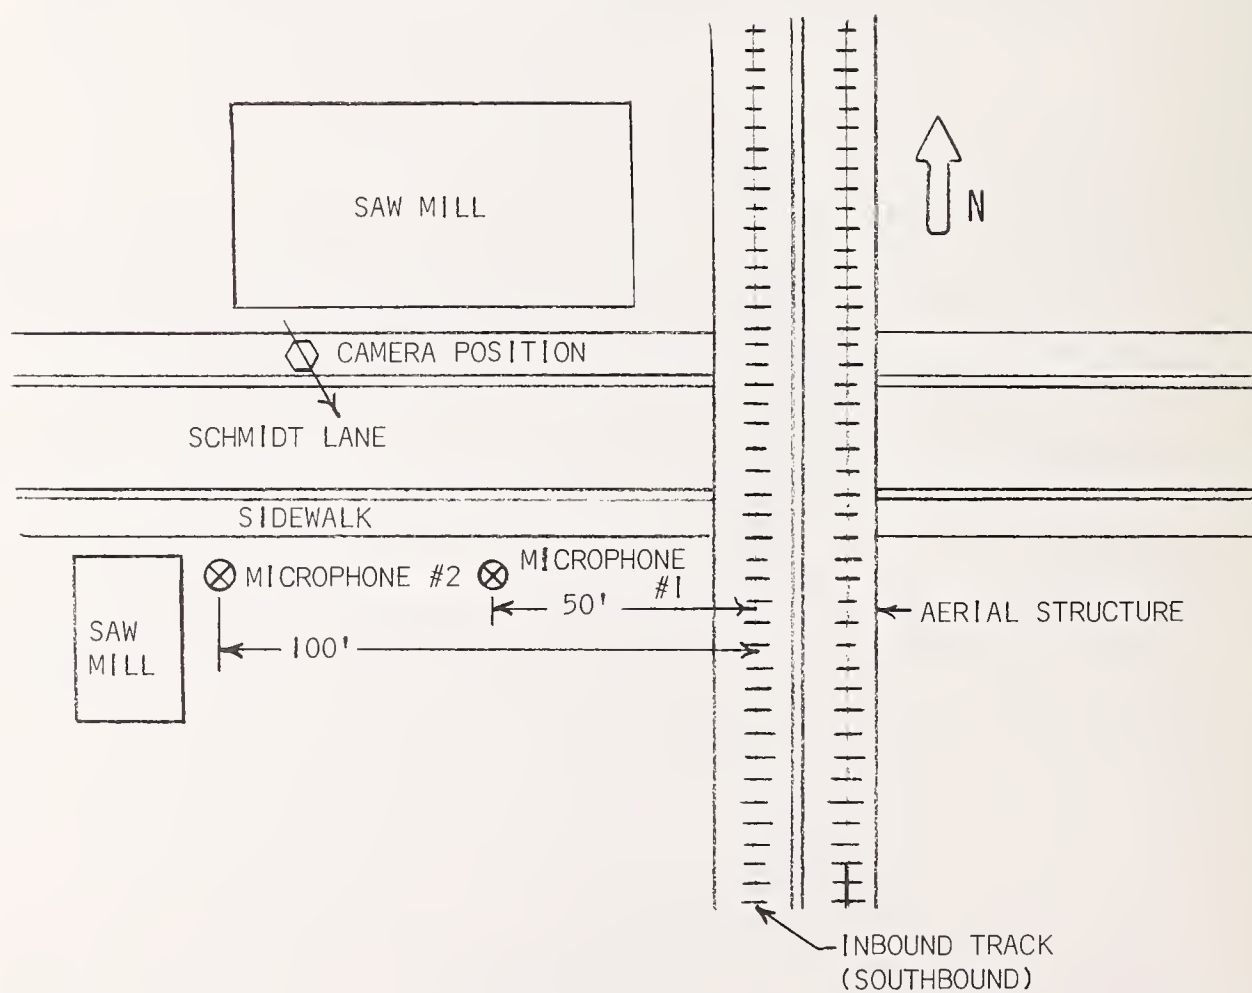 SAW MILL
N
CAMERA POSITION
SCHMIDT LANE
SIDEWALK
MICROPHONE #2
MICROPHONE
#1
50'
AERIAL STRUCTURE
SAW
MILL
100'
INBOUND TRACK
(SOUTHBOUND)